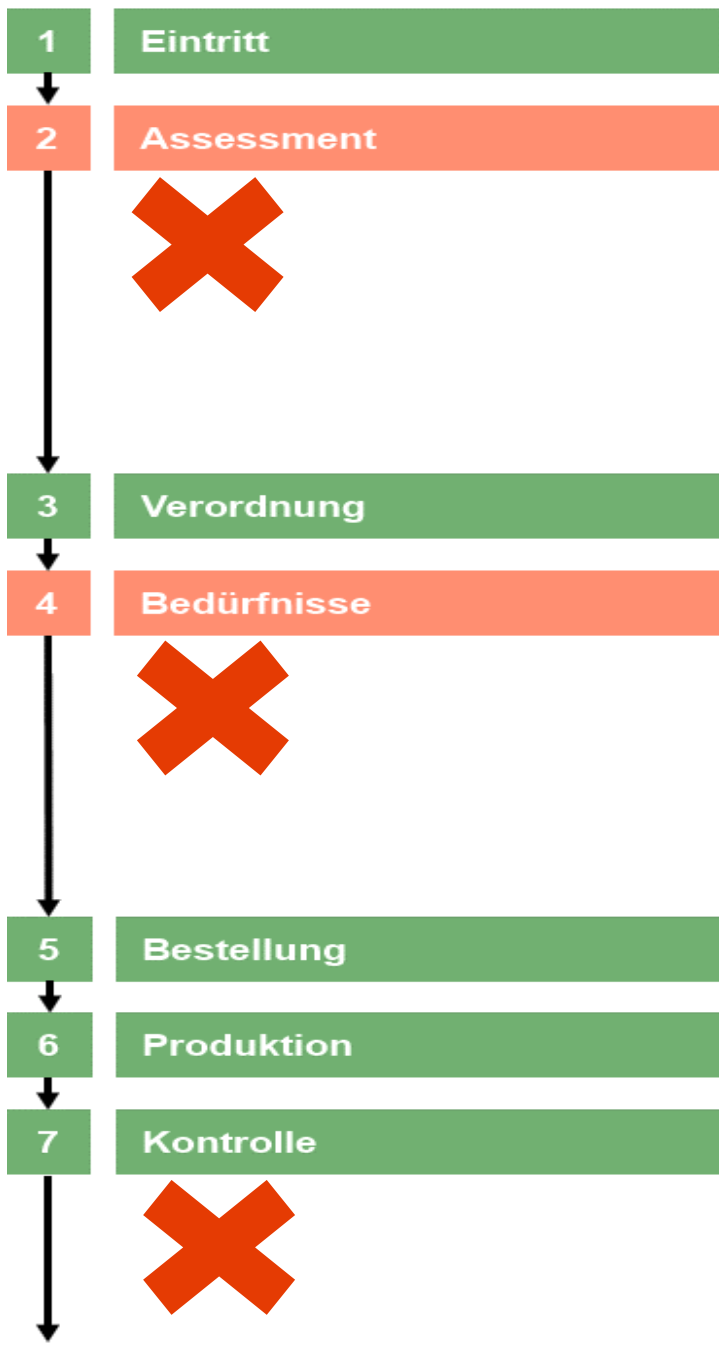 1 Eintritt
2 Assessment
3 Verordnung
4 Bedürfnisse
5 Bestellung
6 Produktion
7 Kontrolle